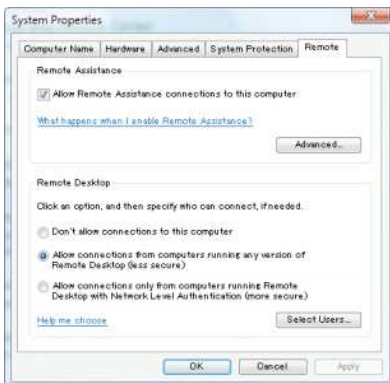 System Properties
Computer Name Hardware Advanced System Protection Remote
Remote Assistance
Allow Remote Assistance connections to this computer
What happens when I enable Remote Assistance?
Advanced...
Remote Desktop
Click an option, and then specify who can connect, if needed.
Don't allow connections to this computer
Allow connections from computers running any version of
Remote Desktop (less secure)
Allow connections only from computers running Remote
Desktop with Network Level Authentication (more secure)
Help me choose
Select Users...
OK Cancel Apply